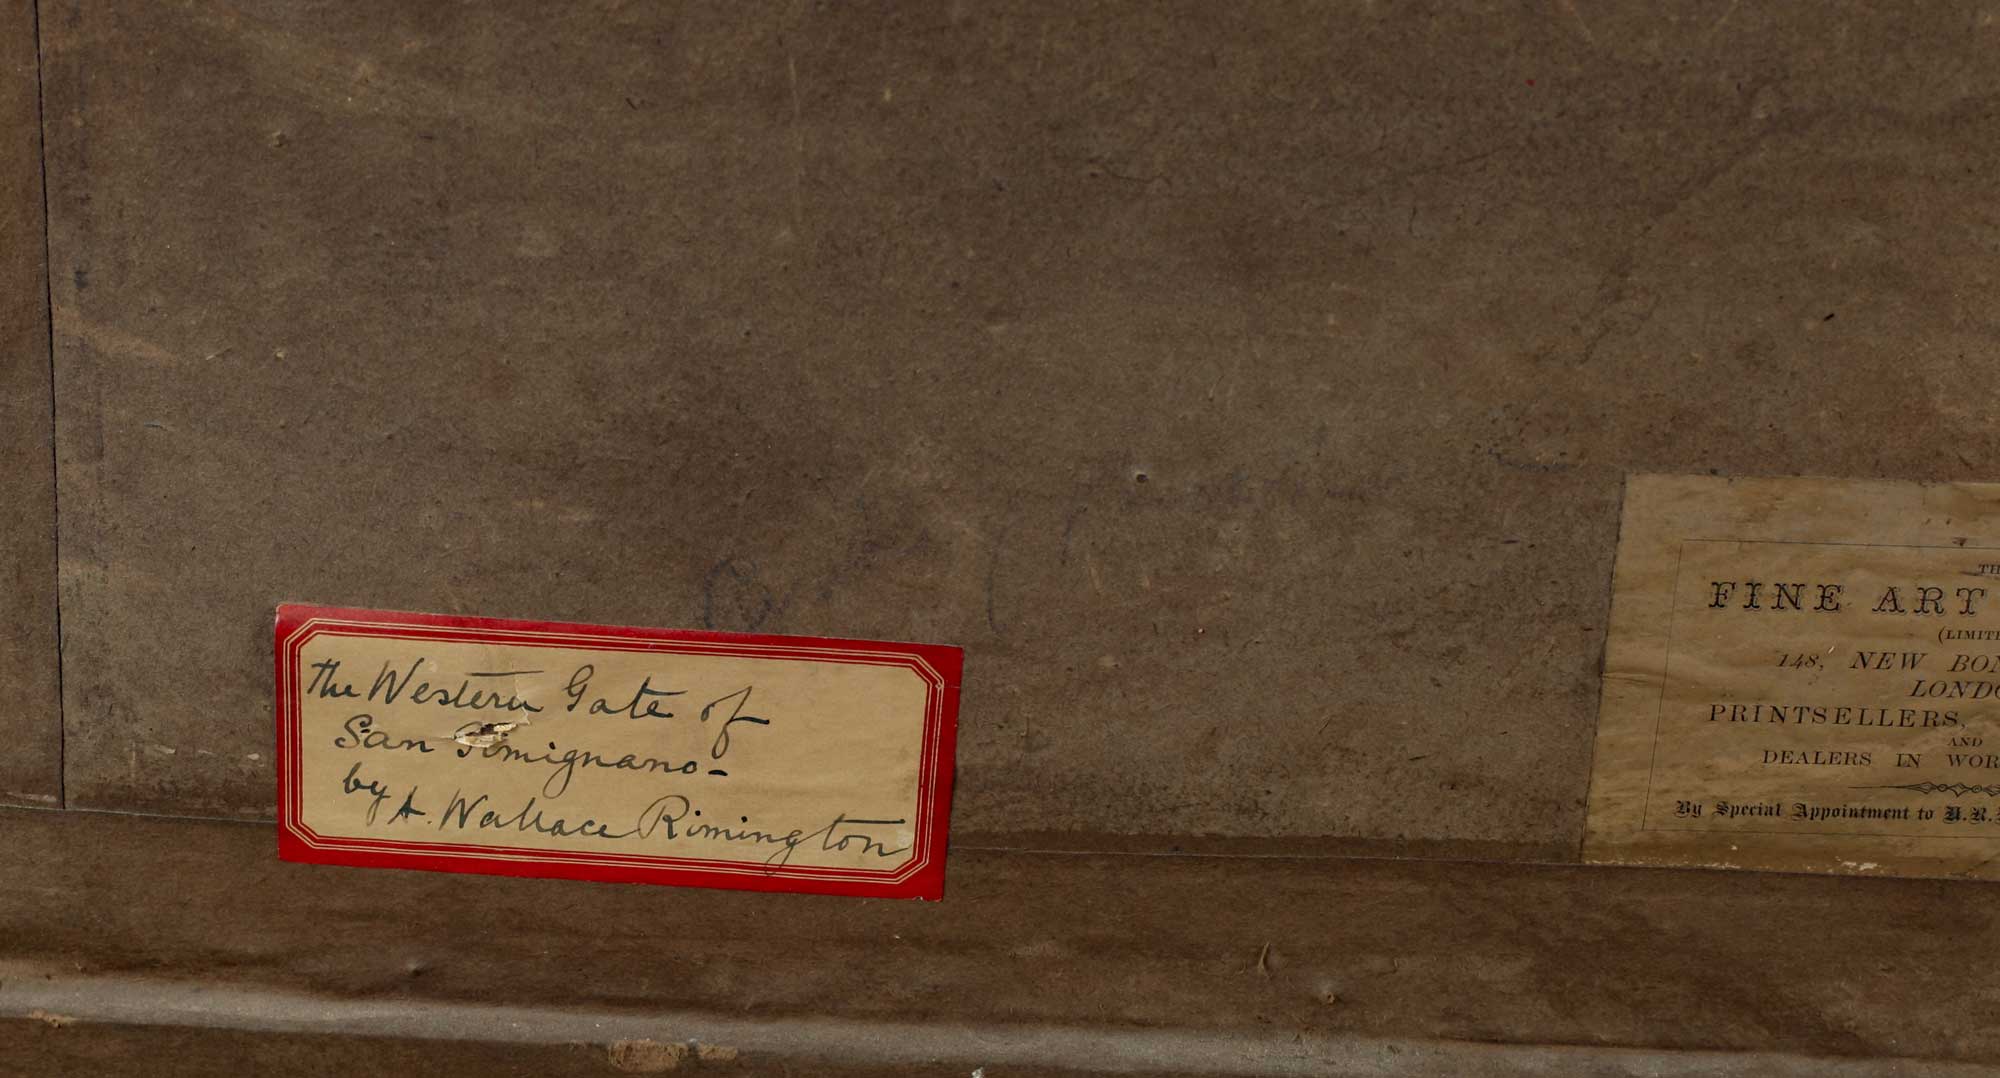 the Western Gate of
San Gimignano-
by A. Wallace Rimington
FINE ART
148, NEW
PRINTSELLERS,
AND
DEALERS IN
By Special Appointment to